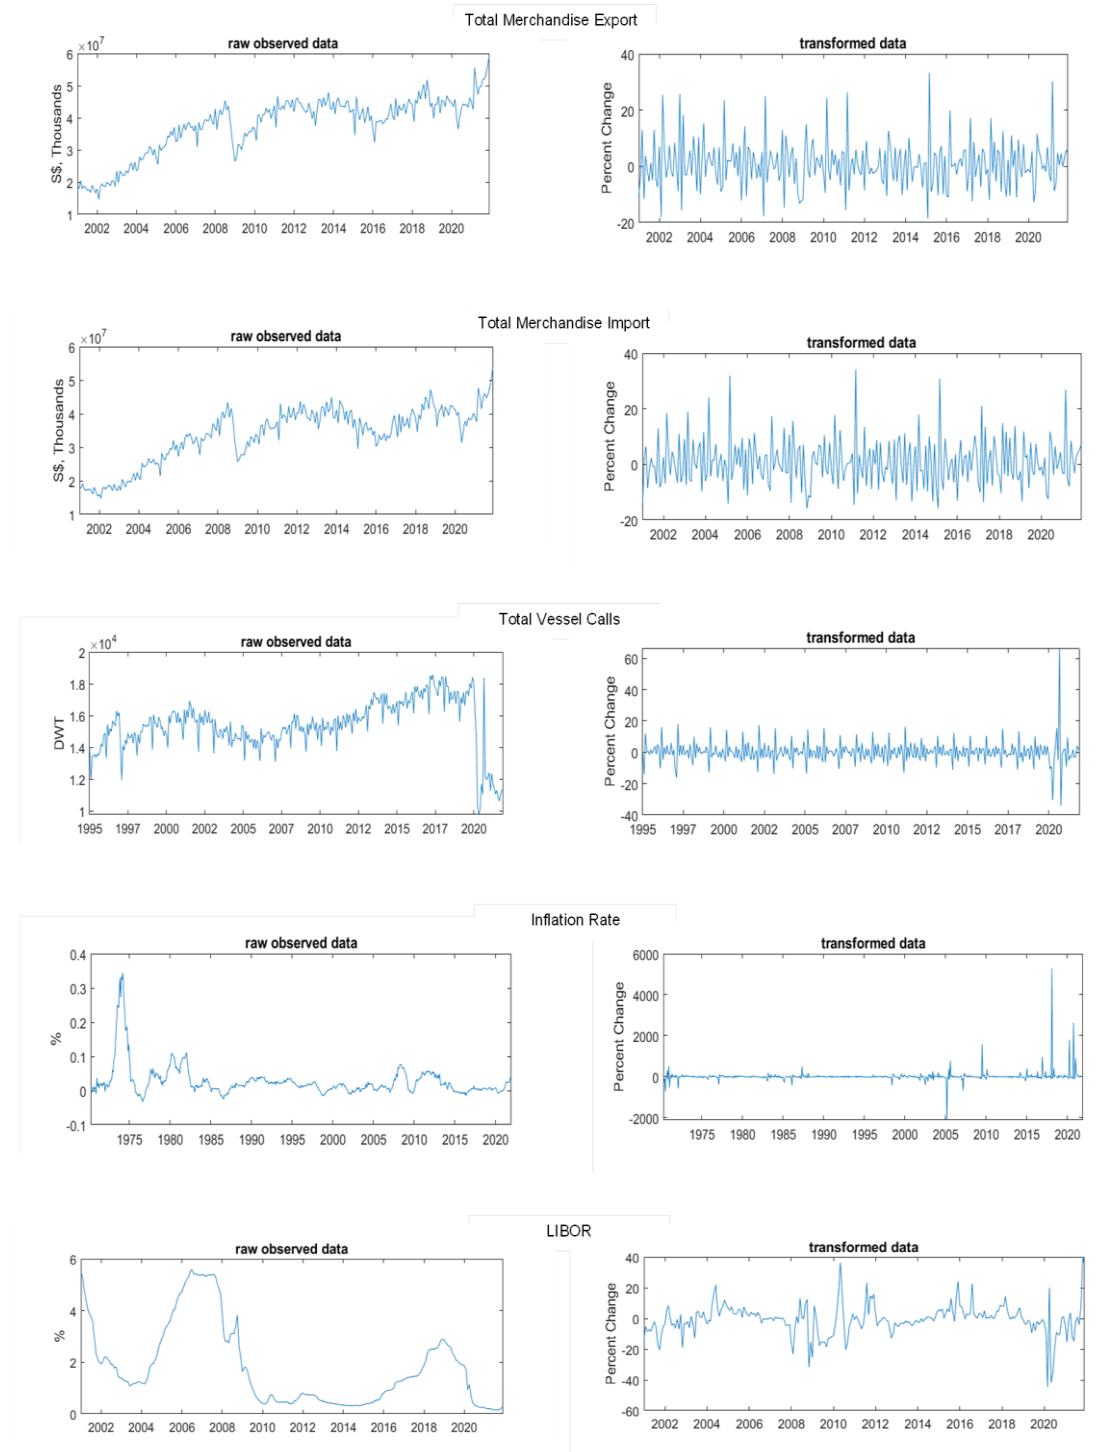 Total Merchandise Export
raw observed data
×10^7
6
5
4
3
2
1
S$, Thousands
2002 2004 2006 2008 2010 2012 2014 2016 2018 2020
transformed data
40
20
0
-20
Percent Change
2002 2004 2006 2008 2010 2012 2014 2016 2018 2020
Total Merchandise Import
raw observed data
×10^7
6
5
4
3
2
1
S$, Thousands
2002 2004 2006 2008 2010 2012 2014 2016 2018 2020
transformed data
40
20
0
-20
Percent Change
2002 2004 2006 2008 2010 2012 2014 2016 2018 2020
Total Vessel Calls
raw observed data
×10^4
2
1.8
1.6
1.4
1.2
1
DWT
1995 1997 2000 2002 2005 2007 2010 2012 2015 2017 2020
transformed data
60
40
20
0
-20
-40
Percent Change
1995 1997 2000 2002 2005 2007 2010 2012 2015 2017 2020
Inflation Rate
raw observed data
0.4
0.3
0.2
0.1
0
-0.1
%
1975 1980 1985 1990 1995 2000 2005 2010 2015 2020
transformed data
6000
4000
2000
0
-2000
Percent Change
1975 1980 1985 1990 1995 2000 2005 2010 2015 2020
LIBOR
raw observed data
6
4
2
0
%
2002 2004 2006 2008 2010 2012 2014 2016 2018 2020
transformed data
40
20
0
-20
-40
-60
Percent Change
2002 2004 2006 2008 2010 2012 2014 2016 2018 2020